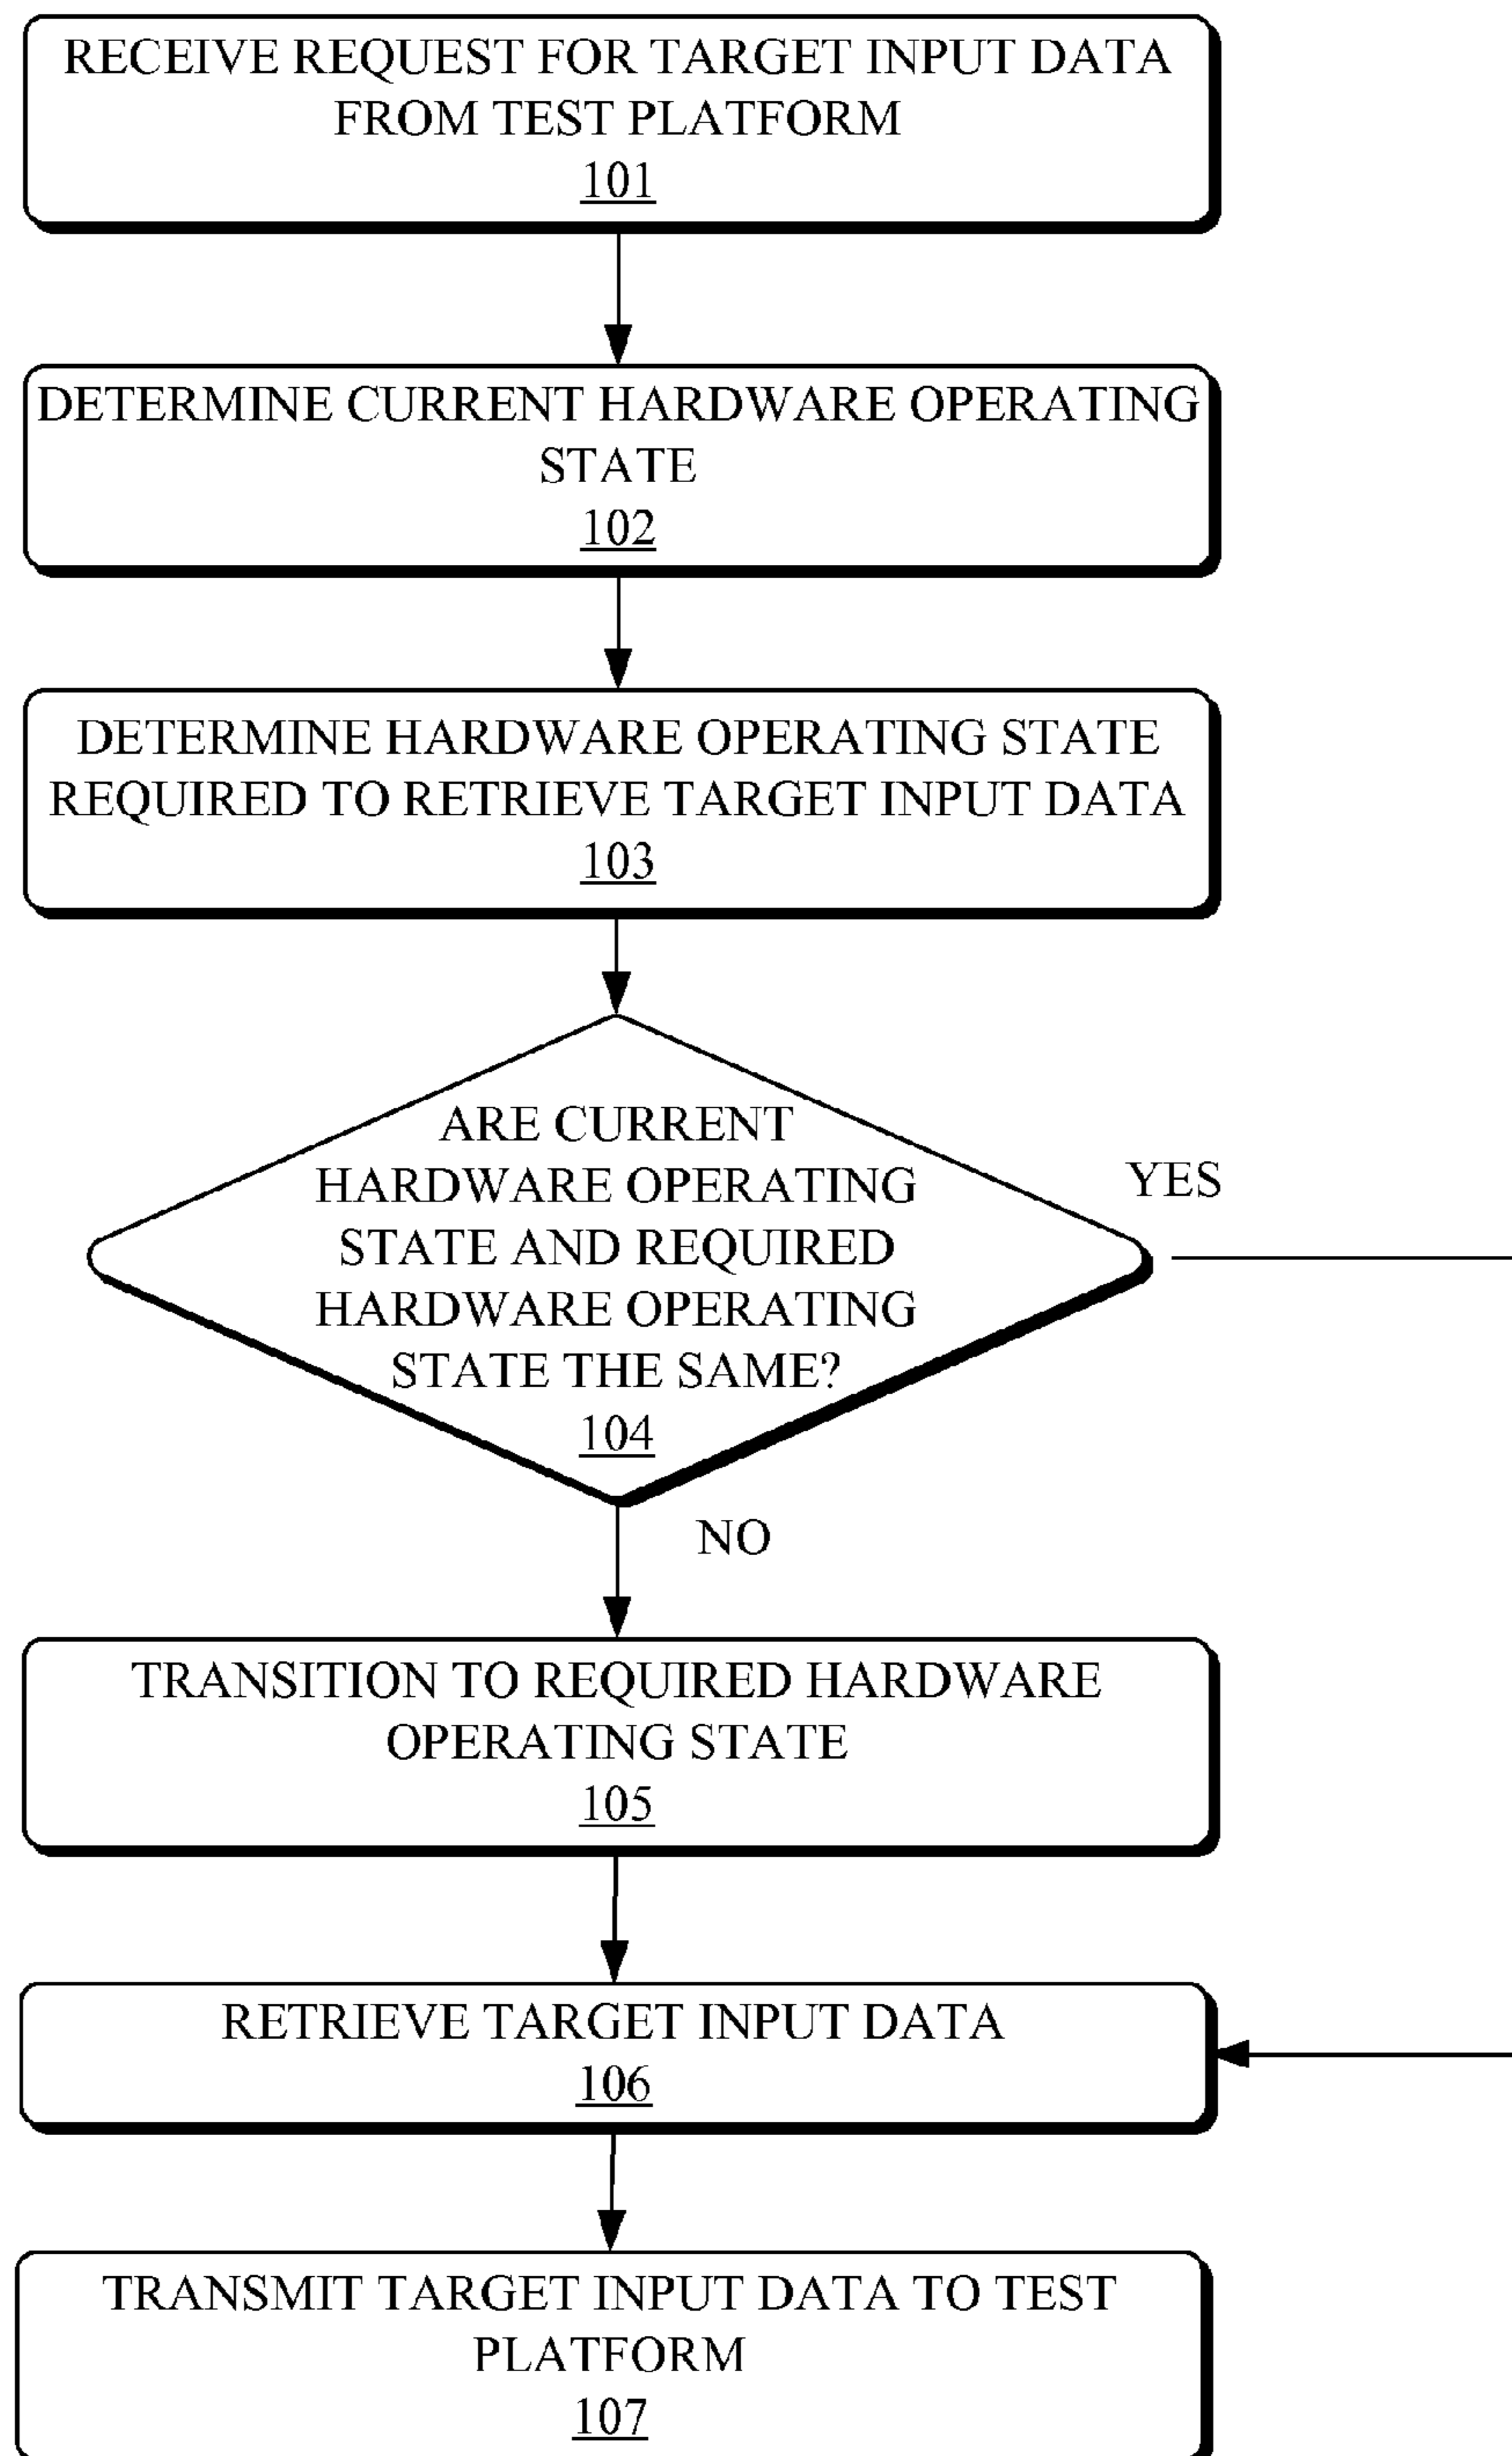 RECEIVE REQUEST FOR TARGET INPUT DATA
FROM TEST PLATFORM
101
DETERMINE CURRENT HARDWARE OPERATING
STATE
102
DETERMINE HARDWARE OPERATING STATE
REQUIRED TO RETRIEVE TARGET INPUT DATA
103
ARE CURRENT
HARDWARE OPERATING
STATE AND REQUIRED
HARDWARE OPERATING
STATE THE SAME?
104
YES
NO
TRANSITION TO REQUIRED HARDWARE
OPERATING STATE
105
RETRIEVE TARGET INPUT DATA
106
TRANSMIT TARGET INPUT DATA TO TEST
PLATFORM
107